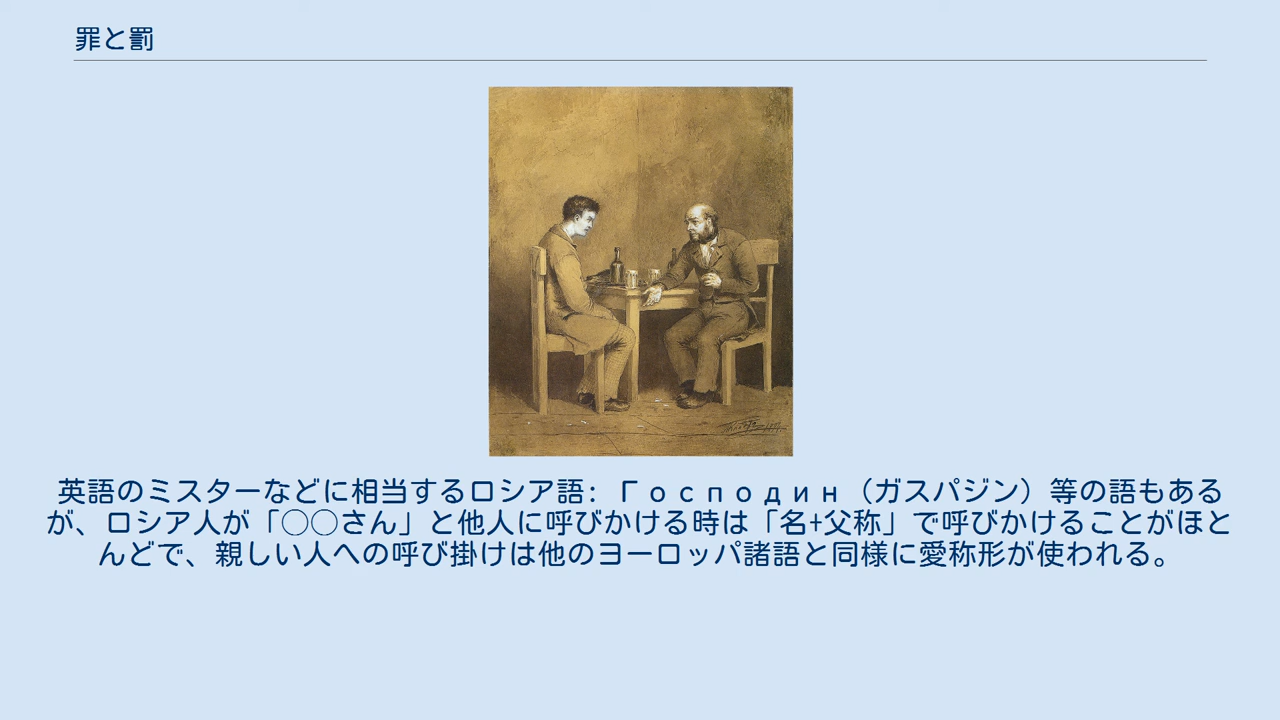 罪と罰
英語のミスターなどに相当するロシア語: Господин（ガスパジン）等の語もある
が、ロシア人が「〇〇さん」と他人に呼びかける時は「名+父称」で呼びかけることがほと
んどで、親しい人への呼び掛けは他のヨーロッパ諸語と同様に愛称形が使われる。